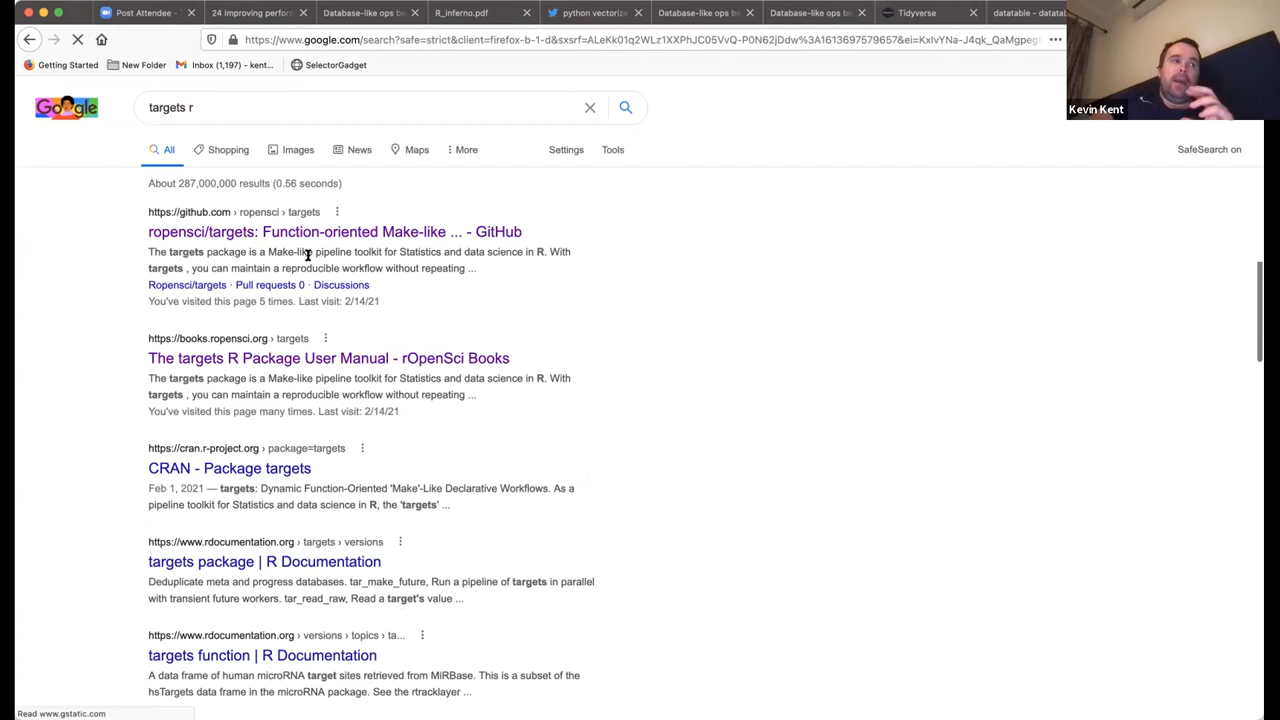 Post Attendee - T
24 Improving perform
Database-like ops be
R_inferno.pdf
python vectoriza
Database-like ops be
Database-like ops be
Tidyverse
datatable - datatab
https://www.google.com/search?safe=strict&client=firefox-b-1-d&sxsrf=ALeKk01q2WLz1XXPhJC05VvQ-P0N62jDdw%3A1613697579657&ei=KxIvYNa-J4qk_QaMgpeg
Getting Started
New Folder
Inbox (1,197) - kent...
SelectorGadget
Kevin Kent
Google
targets r
All
Shopping
Images
News
Maps
More
Settings
Tools
SafeSearch on
About 287,000,000 results (0.56 seconds)
https://github.com › ropensci › targets
ropensci/targets: Function-oriented Make-like ... - GitHub
The targets package is a Make-like pipeline toolkit for Statistics and data science in R. With
targets , you can maintain a reproducible workflow without repeating ...
Ropensci/targets · Pull requests 0 · Discussions
You've visited this page 5 times. Last visit: 2/14/21
https://books.ropensci.org › targets
The targets R Package User Manual - rOpenSci Books
The targets package is a Make-like pipeline toolkit for Statistics and data science in R. With
targets , you can maintain a reproducible workflow without repeating ...
You've visited this page many times. Last visit: 2/14/21
https://cran.r-project.org › package=targets
CRAN - Package targets
Feb 1, 2021 — targets: Dynamic Function-Oriented 'Make'-Like Declarative Workflows. As a
pipeline toolkit for Statistics and data science in R, the 'targets' ...
https://www.rdocumentation.org › targets › versions
targets package | R Documentation
Deduplicate meta and progress databases. tar_make_future, Run a pipeline of targets in parallel
with transient future workers. tar_read_raw, Read a target's value ...
https://www.rdocumentation.org › versions › topics › ta...
targets function | R Documentation
A data frame of human microRNA target sites retrieved from MiRBase. This is a subset of the
hsTargets data frame in the microRNA package. See the rtracklayer ...
Read www.gstatic.com